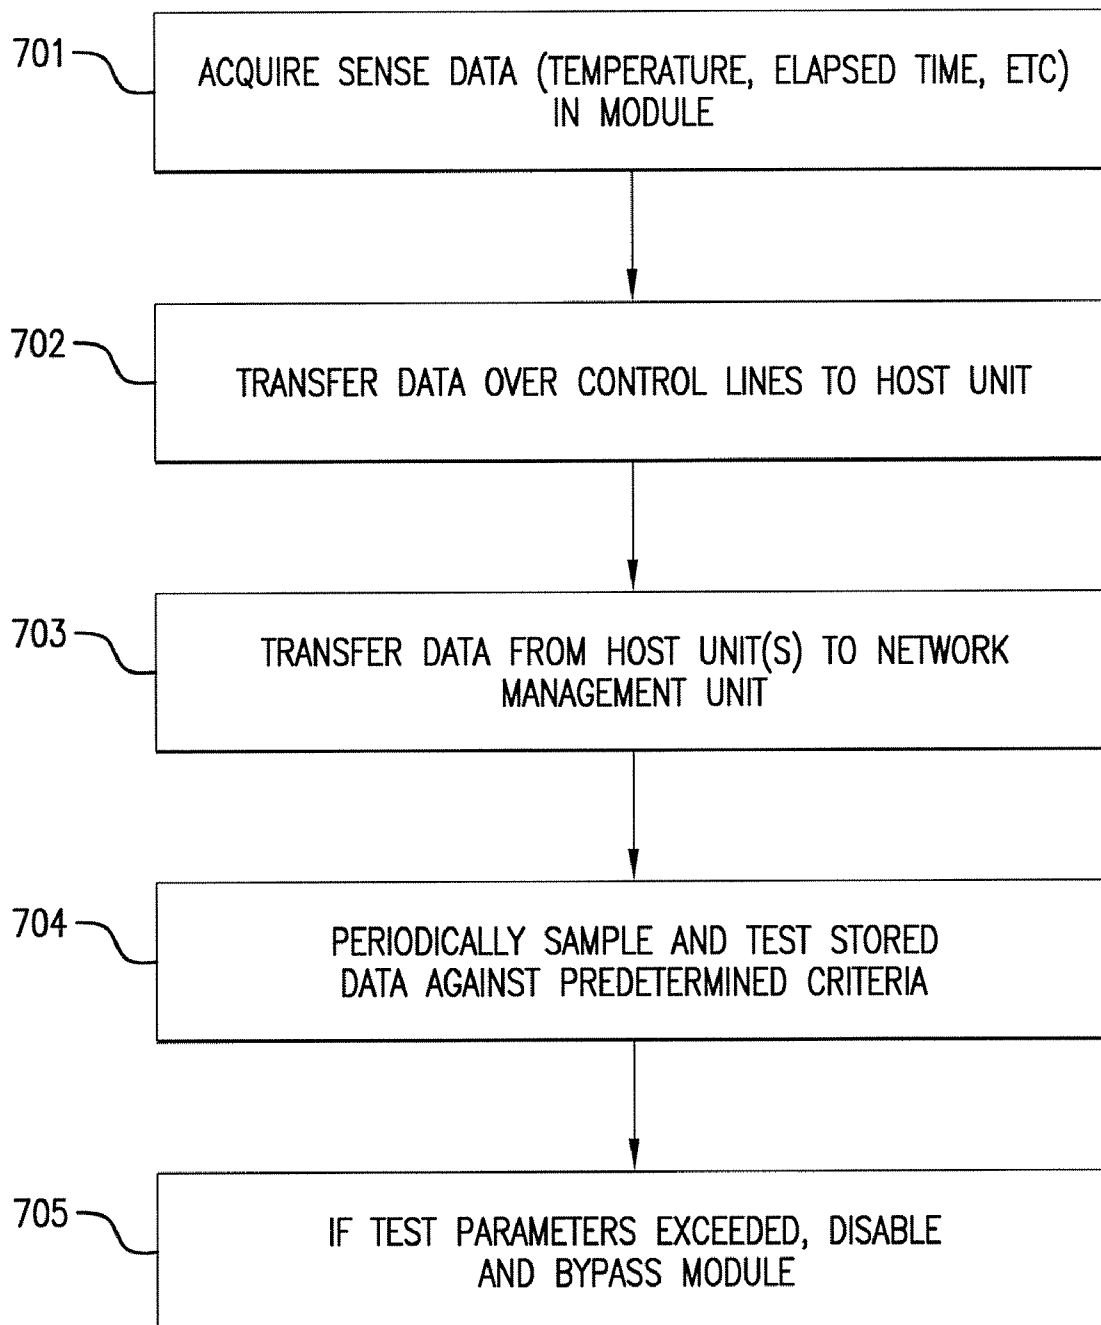 701
ACQUIRE SENSE DATA (TEMPERATURE, ELAPSED TIME, ETC)
IN MODULE
702
TRANSFER DATA OVER CONTROL LINES TO HOST UNIT
703
TRANSFER DATA FROM HOST UNIT(S) TO NETWORK
MANAGEMENT UNIT
704
PERIODICALLY SAMPLE AND TEST STORED
DATA AGAINST PREDETERMINED CRITERIA
705
IF TEST PARAMETERS EXCEEDED, DISABLE
AND BYPASS MODULE